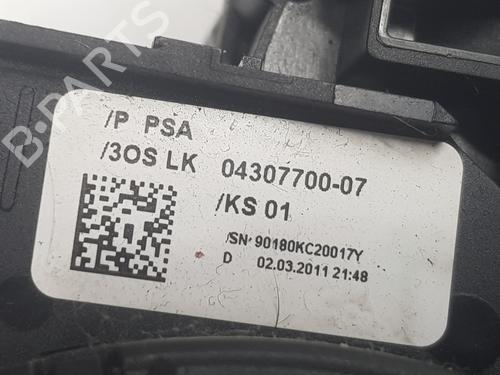 B-PARTS
/P PSA
/3OS LK 04307700-07
/KS 01
/SN 90180KC20017Y
D 02.03.2011 21:48